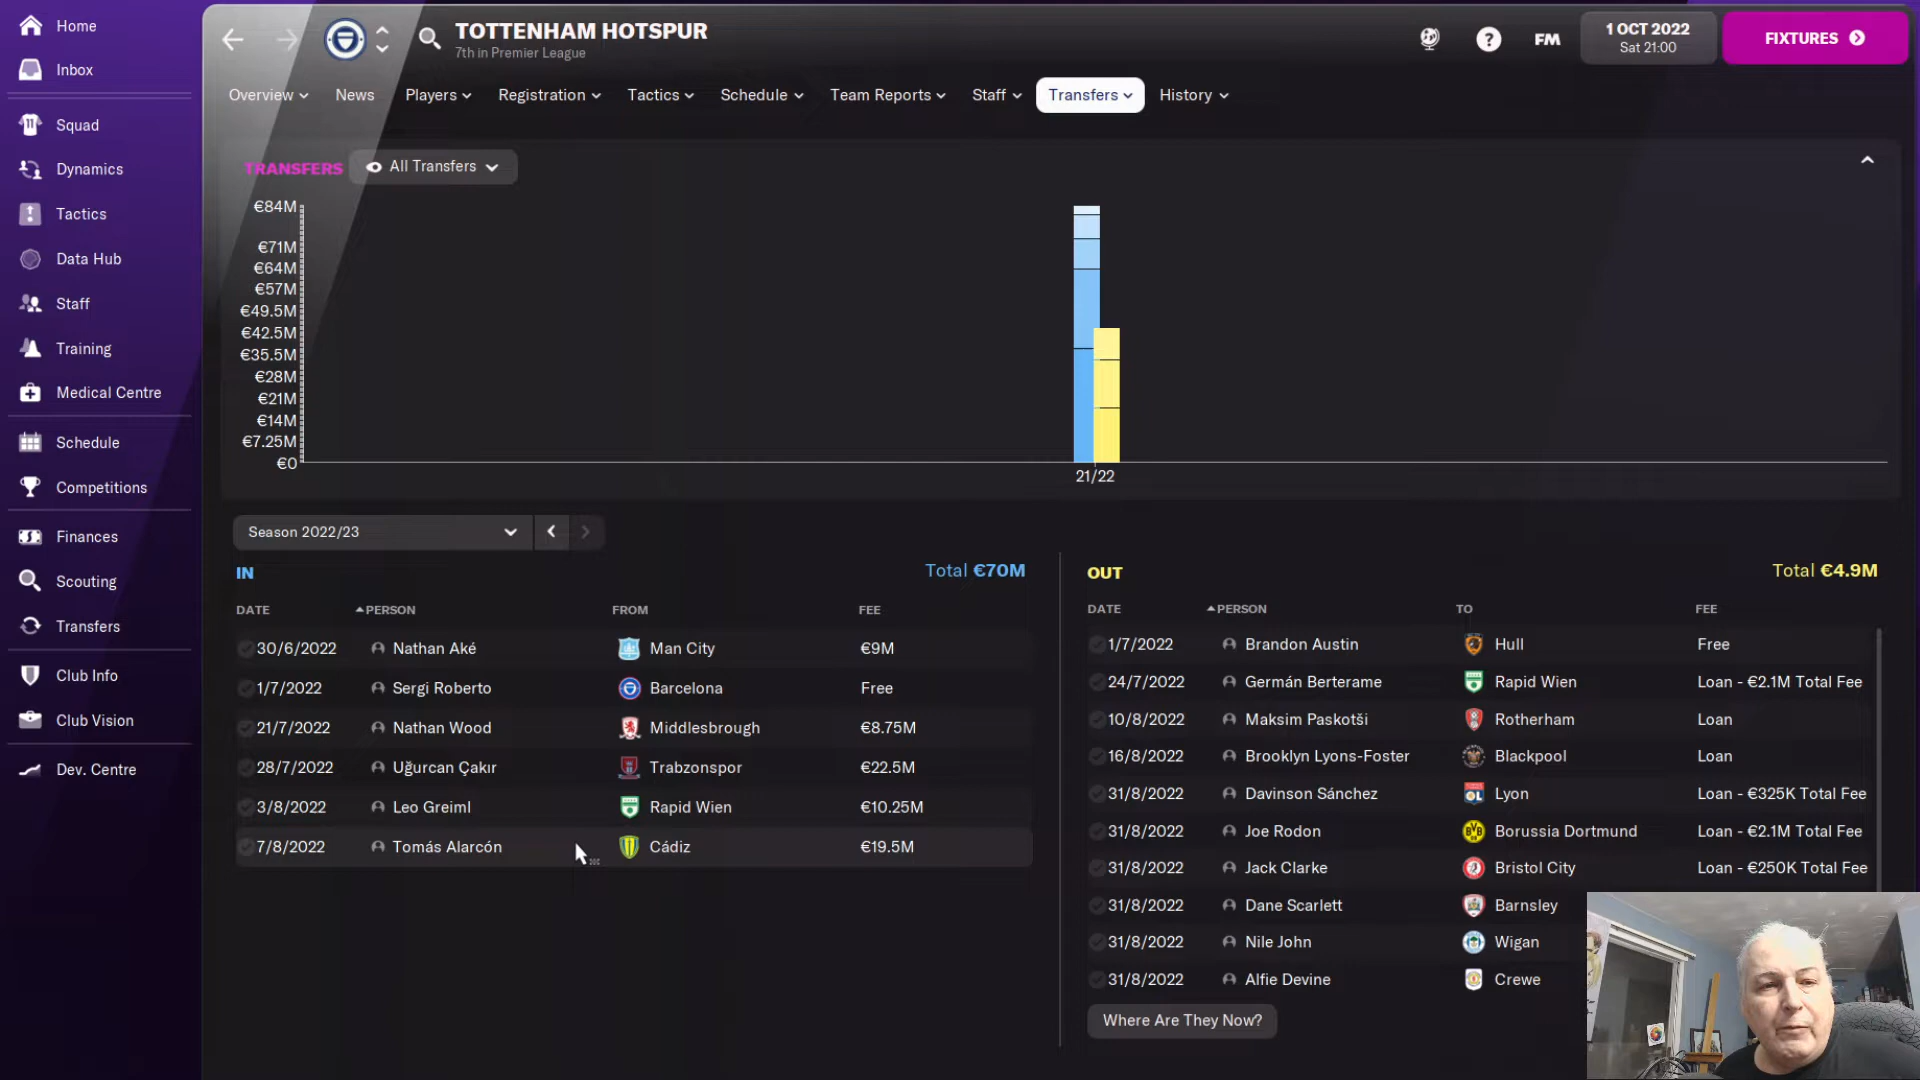 Home
Inbox
Squad
Dynamics
Tactics
Data Hub
Staff
Training
Medical Centre
Schedule
Competitions
Finances
Scouting
Transfers
Club Info
Club Vision
Dev. Centre
TOTTENHAM HOTSPUR
7th in Premier League
?
FM
1 OCT 2022
Sat 21:00
FIXTURES
Overview News Players Registration Tactics Schedule Team Reports Staff Transfers History
TRANSFERS All Transfers
€84M
€71M
€64M
€57M
€49.5M
€42.5M
€35.5M
€28M
€21M
€14M
€7.25M
€0
21/22
Season 2022/23
IN Total €70M
DATE PERSON FROM FEE
30/6/2022 Nathan Aké Man City €9M
1/7/2022 Sergi Roberto Barcelona Free
21/7/2022 Nathan Wood Middlesbrough €8.75M
28/7/2022 Uğurcan Çakır Trabzonspor €22.5M
3/8/2022 Leo Greiml Rapid Wien €10.25M
7/8/2022 Tomás Alarcón Cádiz €19.5M
OUT Total €4.9M
DATE PERSON TO FEE
1/7/2022 Brandon Austin Hull Free
24/7/2022 Germán Berterame Rapid Wien Loan - €2.1M Total Fee
10/8/2022 Maksim Paskotši Rotherham Loan
16/8/2022 Brooklyn Lyons-Foster Blackpool Loan
31/8/2022 Davinson Sánchez Lyon Loan - €325K Total Fee
31/8/2022 Joe Rodon Borussia Dortmund Loan - €2.1M Total Fee
31/8/2022 Jack Clarke Bristol City Loan - €250K Total Fee
31/8/2022 Dane Scarlett Barnsley
31/8/2022 Nile John Wigan
31/8/2022 Alfie Devine Crewe
Where Are They Now?